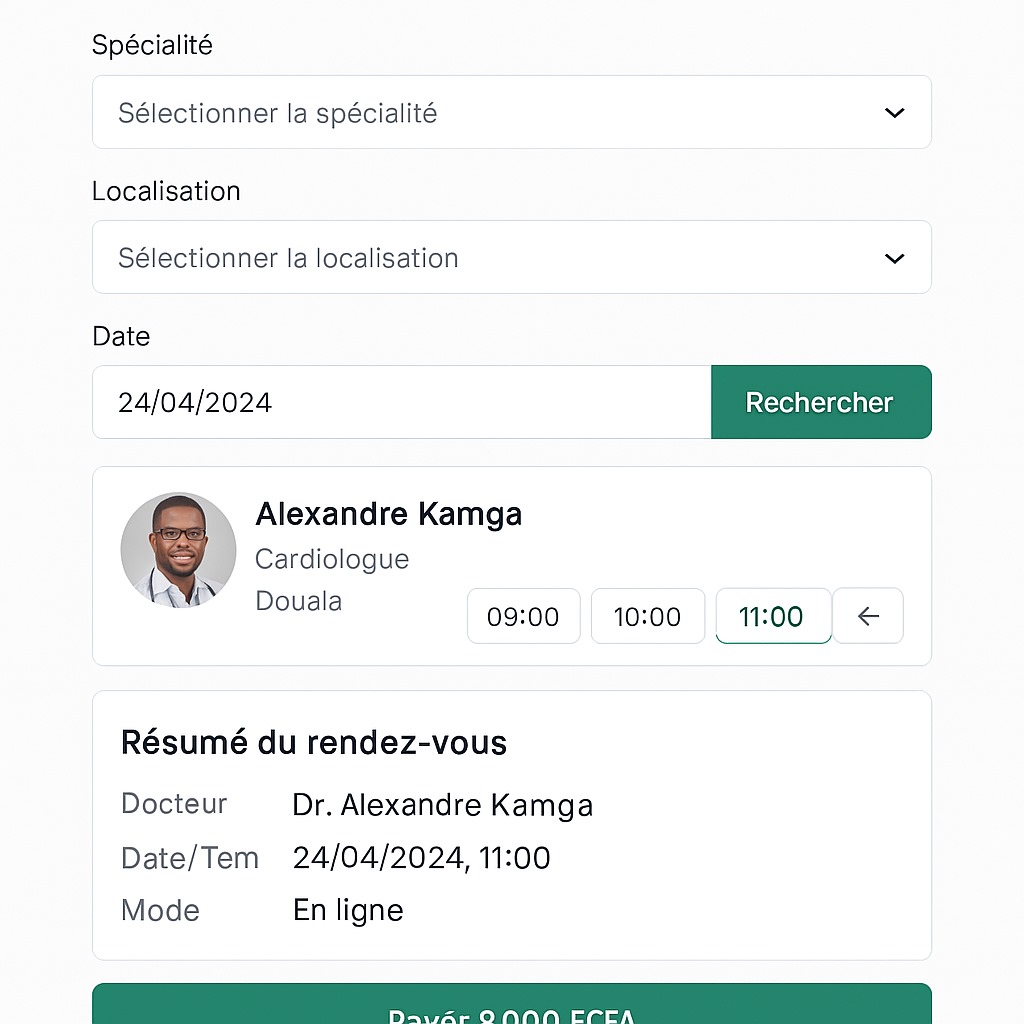 Spécialité
Sélectionner la spécialité
Localisation
Sélectionner la localisation
Date
24/04/2024
Rechercher
Alexandre Kamga
Cardiologue
Douala
09:00 10:00 11:00 ←
Résumé du rendez-vous
Docteur Dr. Alexandre Kamga
Date/Tem 24/04/2024, 11:00
Mode En ligne
Payér 8 000 FCFA